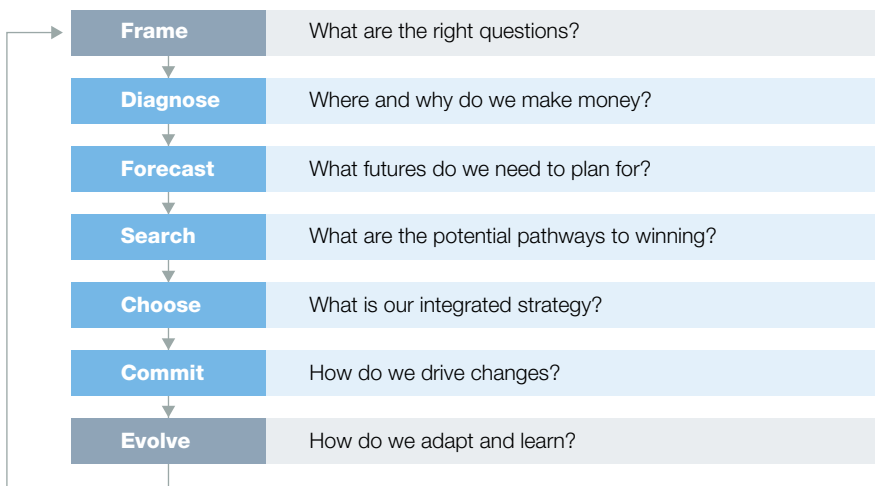 Frame What are the right questions?
Diagnose Where and why do we make money?
Forecast What futures do we need to plan for?
Search What are the potential pathways to winning?
Choose What is our integrated strategy?
Commit How do we drive changes?
Evolve How do we adapt and learn?